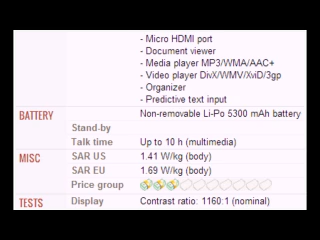 - Micro HDMI port
- Document viewer
- Media player MP3/WMA/AAC+
- Video player DivX/WMV/XviD/3gp
- Organizer
- Predictive text input
BATTERY Non-removable Li-Po 5300 mAh battery
Stand-by
Talk time Up to 10 h (multimedia)
MISC SAR US 1.41 W/kg (body)
SAR EU 1.69 W/kg (body)
Price group
TESTS Display Contrast ratio: 1160:1 (nominal)